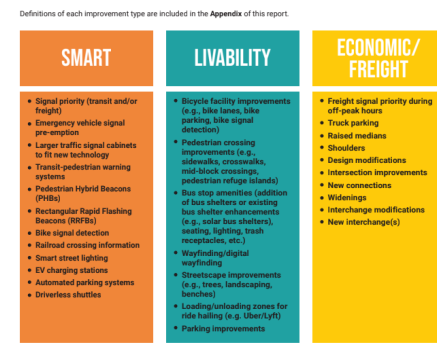 Definitions of each improvement type are included in the Appendix of this report.
SMART
• Signal priority (transit and/or
freight)
• Emergency vehicle signal
pre-emption
• Larger traffic signal cabinets
to fit new technology
• Transit-pedestrian warning
systems
• Pedestrian Hybrid Beacons
(PHBs)
• Rectangular Rapid Flashing
Beacons (RRFBs)
• Bike signal detection
• Railroad crossing information
• Smart street lighting
• EV charging stations
• Automated parking systems
• Driverless shuttles
LIVABILITY
• Bicycle facility improvements
(e.g., bike lanes, bike
parking, bike signal
detection)
• Pedestrian crossing
improvements (e.g.,
sidewalks, crosswalks,
mid-block crossings,
pedestrian refuge islands)
• Bus stop amenities (addition
of bus shelters or existing
bus shelter enhancements
(e.g., solar bus shelters),
seating, lighting, trash
receptacles, etc.)
• Wayfinding/digital
wayfinding
• Streetscape improvements
(e.g., trees, landscaping,
benches)
• Loading/unloading zones for
ride hailing (e.g. Uber/Lyft)
• Parking improvements
ECONOMIC/
FREIGHT
• Freight signal priority during
off-peak hours
• Truck parking
• Raised medians
• Shoulders
• Design modifications
• Intersection improvements
• New connections
• Widenings
• Interchange modifications
• New interchange(s)